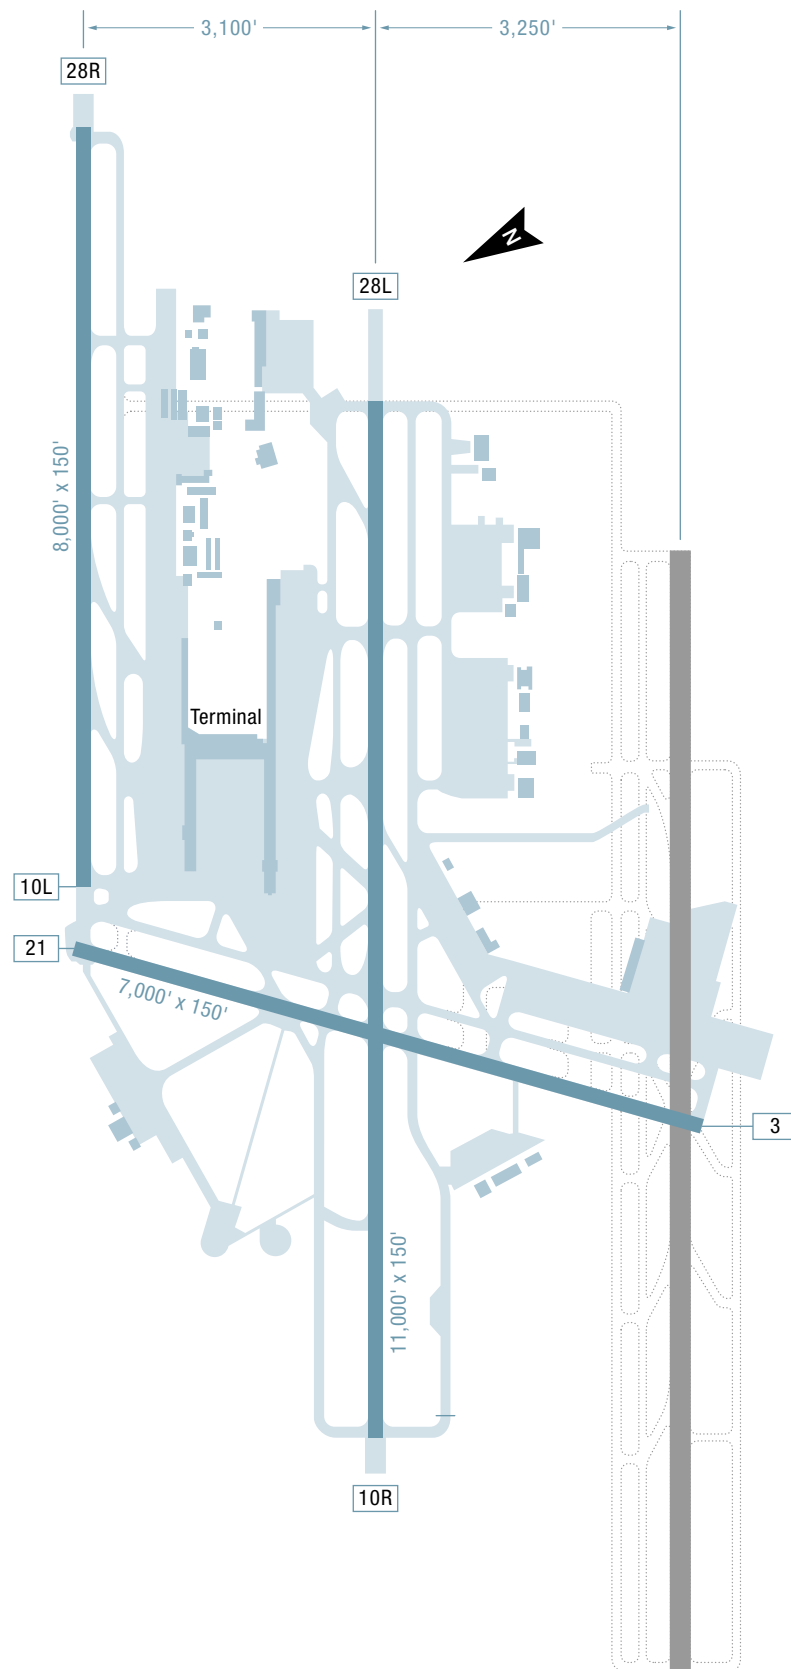 3,100'
3,250'
28R
N
28L
8,000' x 150'
Terminal
10L
21
7,000' x 150'
3
11,000' x 150'
10R